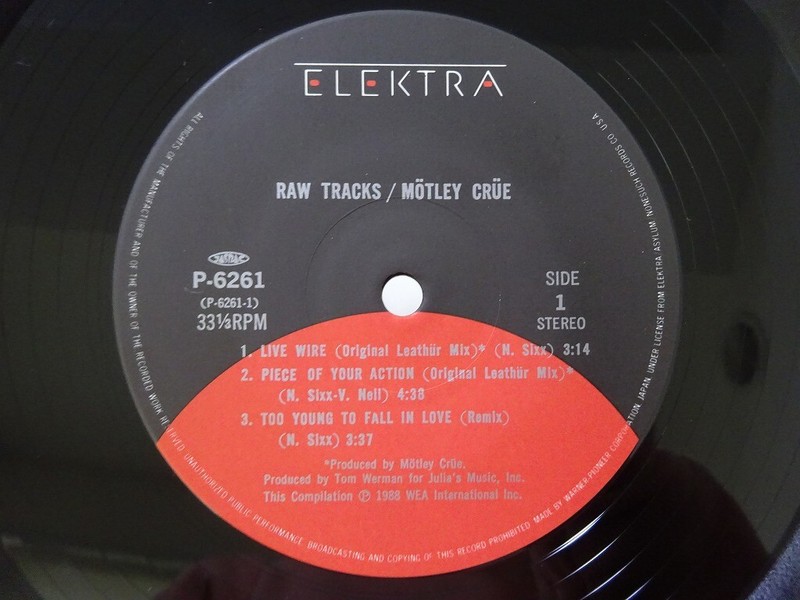 ELEKTRA
RAW TRACKS / MÖTLEY CRÜE
P-6261
(P-6261-1)
33⅓RPM
SIDE
1
STEREO
1. LIVE WIRE (Original Leathür Mix)* (N. Sixx) 3:14
2. PIECE OF YOUR ACTION (Original Leathür Mix)*
(N. Sixx-V. Neil) 4:38
3. TOO YOUNG TO FALL IN LOVE (Remix)
(N. Sixx) 3:37
*Produced by Mötley Crüe.
Produced by Tom Werman for Julia's Music, Inc.
This Compilation Ⓟ 1988 WEA International Inc.
ALL RIGHTS OF THE MANUFACTURER AND OF THE OWNER OF THE RECORDED WORK RESERVED UNAUTHORIZED PUBLIC PERFORMANCE BROADCASTING AND COPYING OF THIS RECORD PROHIBITED MADE BY WARNER-PIONEER CORPORATION, JAPAN, UNDER LICENSE FROM ELEKTRA/ASYLUM/NONESUCH RECORDS CO. U.S.A